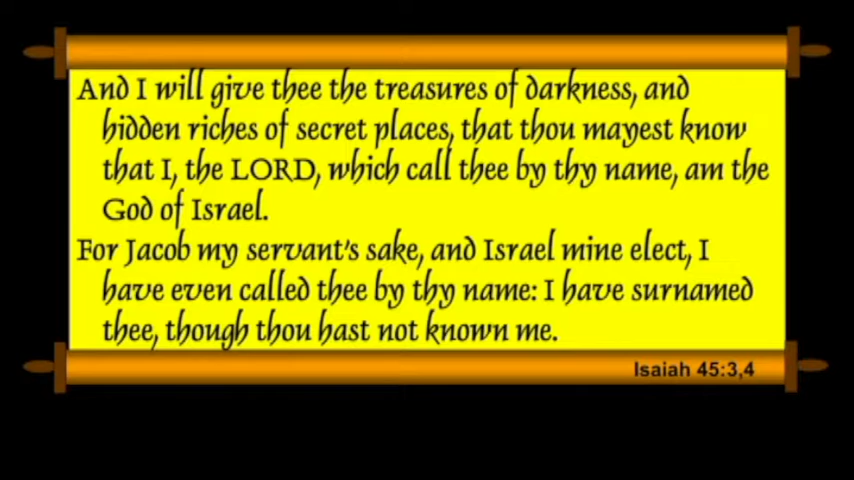 And I will give thee the treasures of darkness, and
hidden riches of secret places, that thou mayest know
that I, the LORD, which call thee by thy name, am the
God of Israel.
For Jacob my servant's sake, and Israel mine elect, I
have even called thee by thy name: I have surnamed
thee, though thou hast not known me.
Isaiah 45:3,4